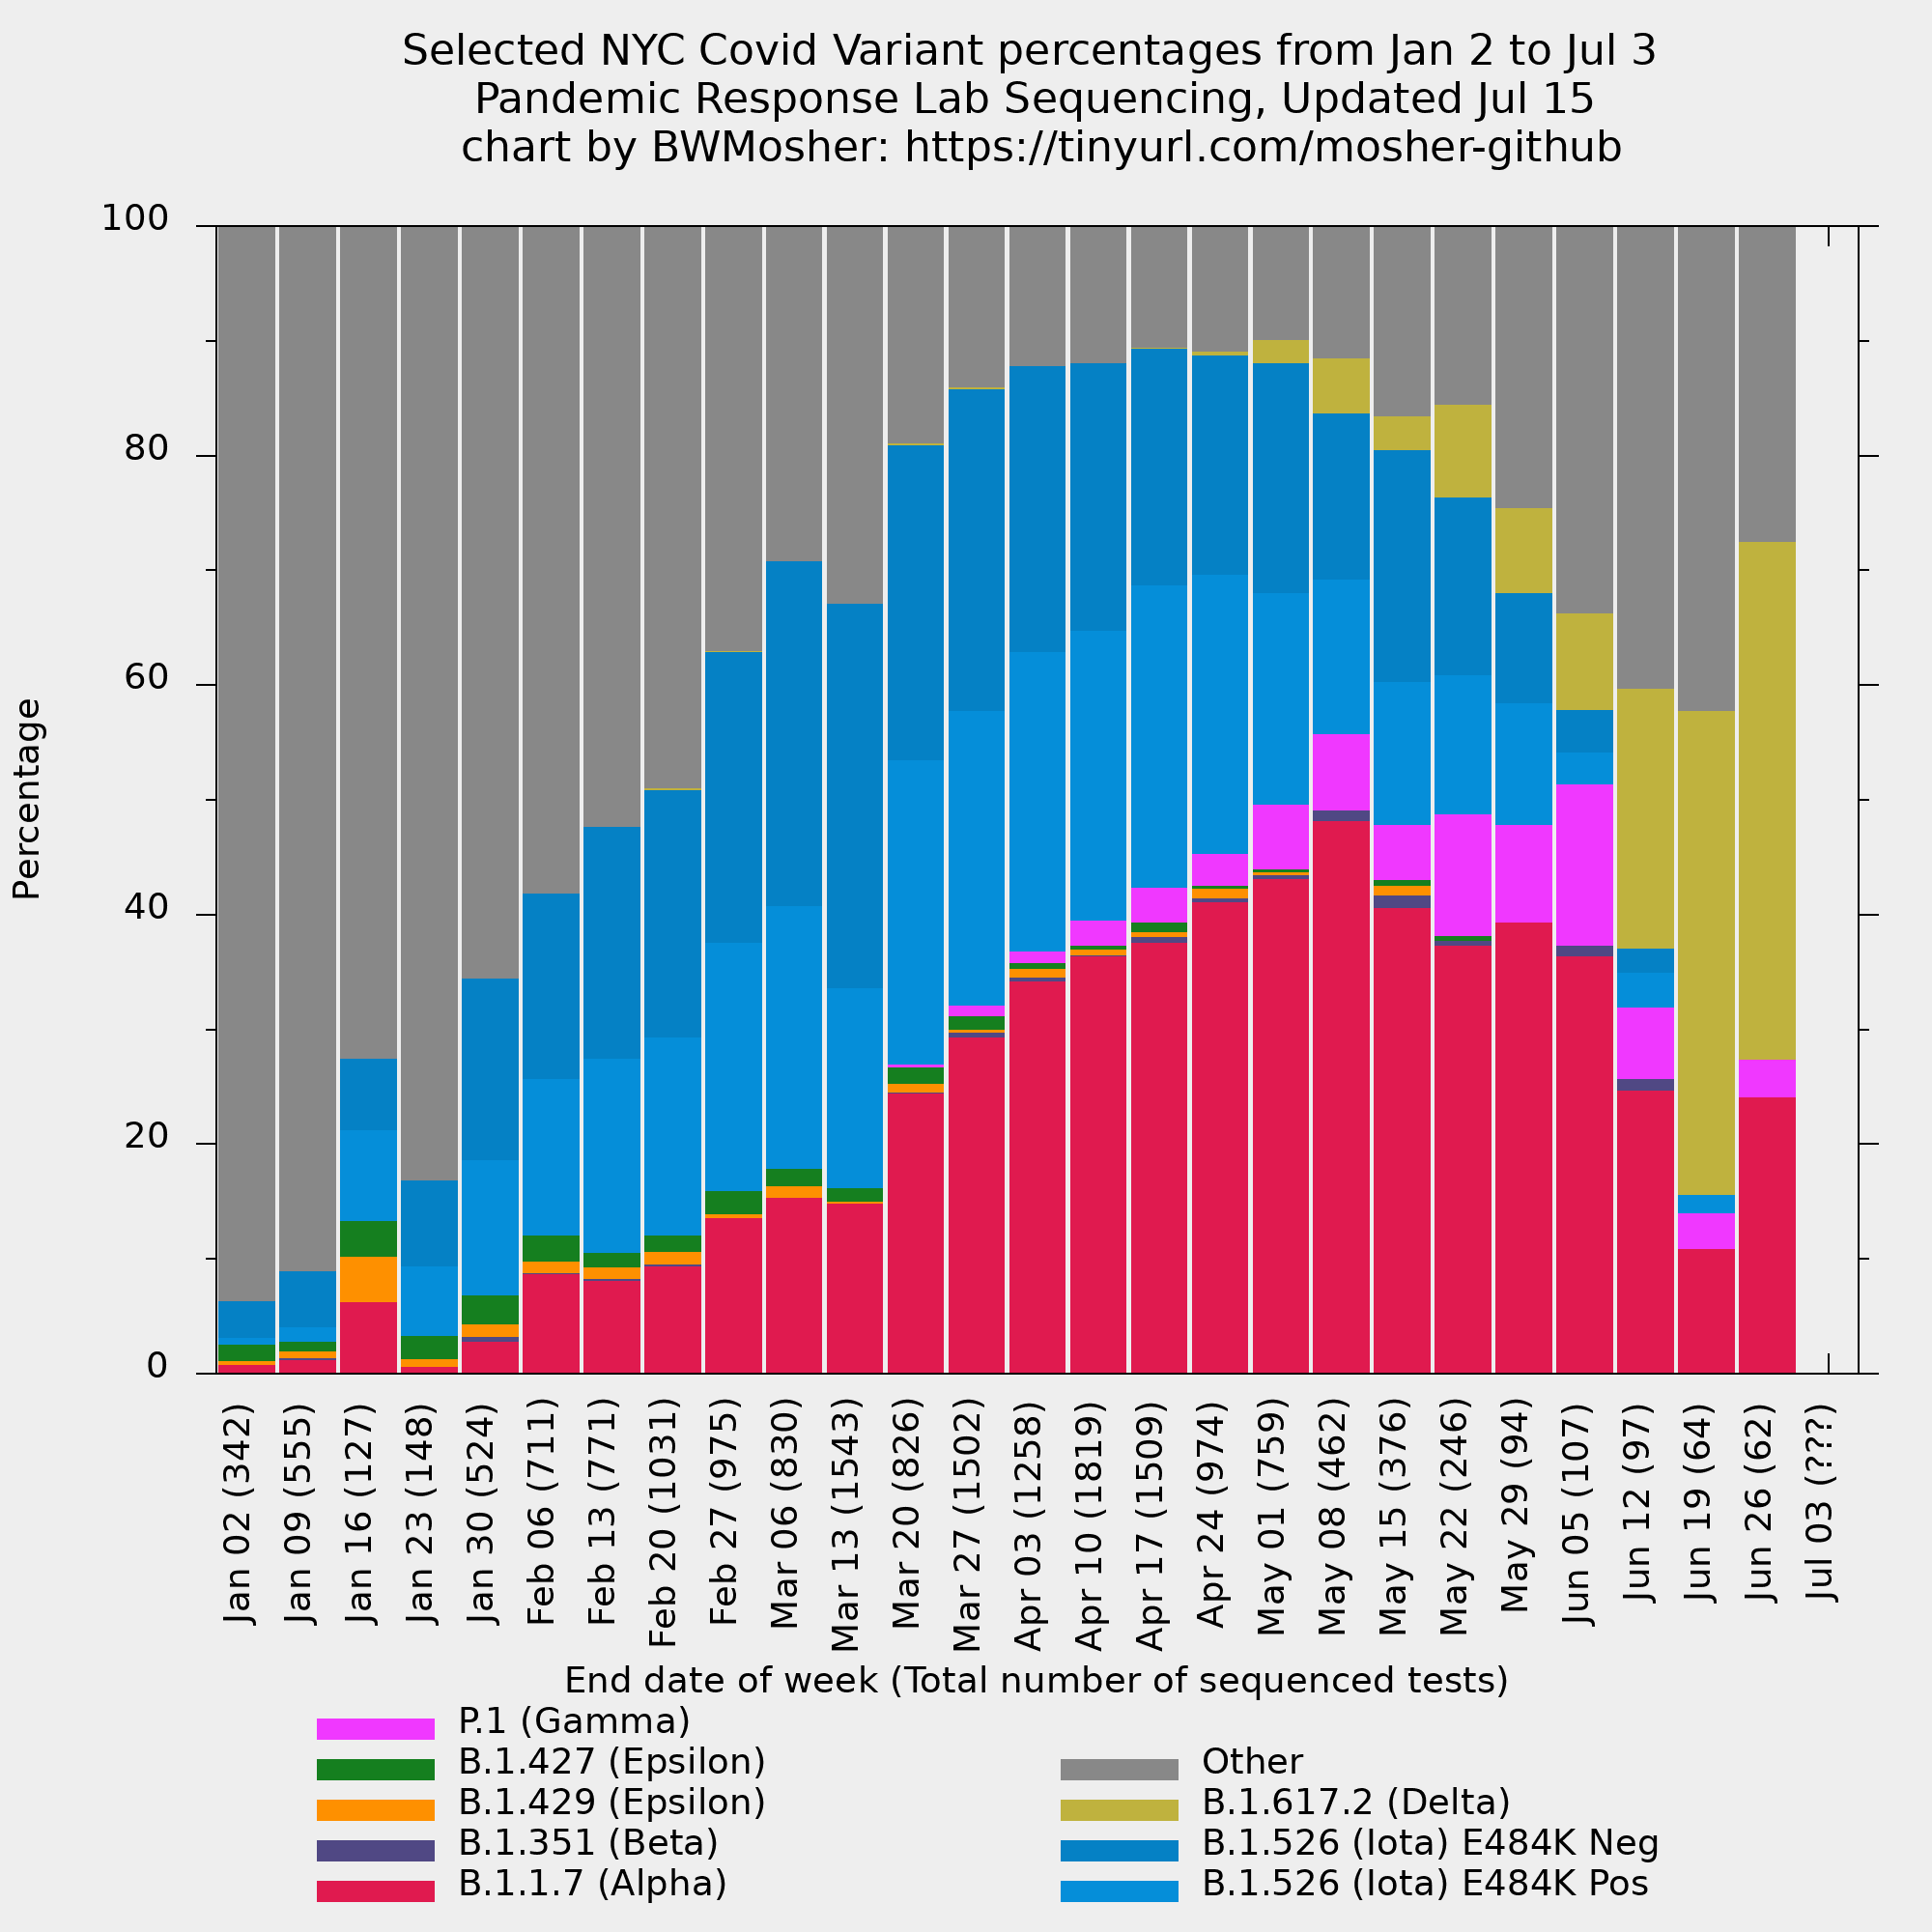 Selected NYC Covid Variant percentages from Jan 2 to Jul 3
Pandemic Response Lab Sequencing, Updated Jul 15
chart by BWMosher: https://tinyurl.com/mosher-github
100
80
60
40
20
0
Percentage
Jan 02 (342)
Jan 09 (555)
Jan 16 (127)
Jan 23 (148)
Jan 30 (524)
Feb 06 (711)
Feb 13 (771)
Feb 20 (1031)
Feb 27 (975)
Mar 06 (830)
Mar 13 (1543)
Mar 20 (826)
Mar 27 (1502)
Apr 03 (1258)
Apr 10 (1819)
Apr 17 (1509)
Apr 24 (974)
May 01 (759)
May 08 (462)
May 15 (376)
May 22 (246)
May 29 (94)
Jun 05 (107)
Jun 12 (97)
Jun 19 (64)
Jun 26 (62)
Jul 03 (???)
End date of week (Total number of sequenced tests)
P.1 (Gamma)
B.1.427 (Epsilon)
B.1.429 (Epsilon)
B.1.351 (Beta)
B.1.1.7 (Alpha)
Other
B.1.617.2 (Delta)
B.1.526 (Iota) E484K Neg
B.1.526 (Iota) E484K Pos